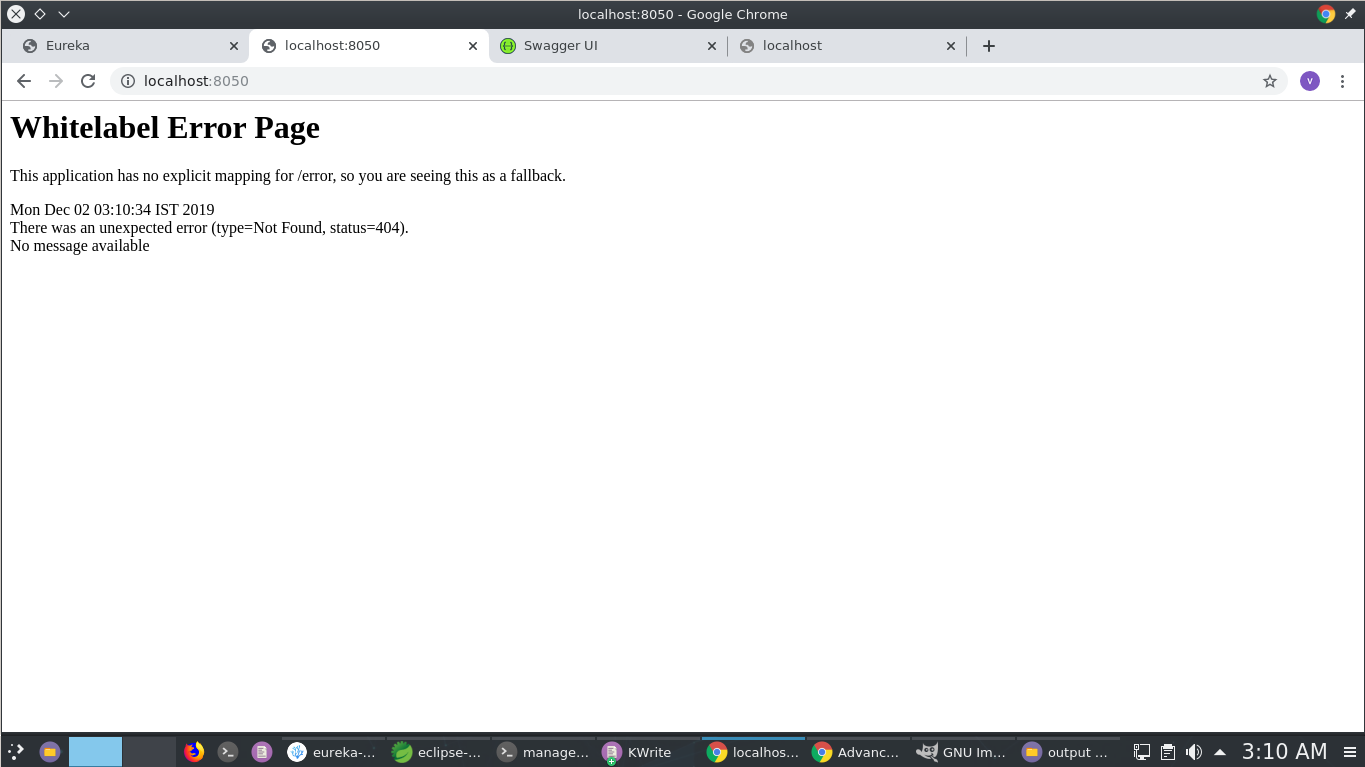 localhost:8050 - Google Chrome
Eureka
localhost:8050
Swagger UI
localhost
localhost:8050
V
Whitelabel Error Page
This application has no explicit mapping for /error, so you are seeing this as a fallback.
Mon Dec 02 03:10:34 IST 2019
There was an unexpected error (type=Not Found, status=404).
No message available
eureka-...
eclipse-...
manage...
KWrite
localhos...
Advanc...
GNU Im...
output ...
3:10 AM